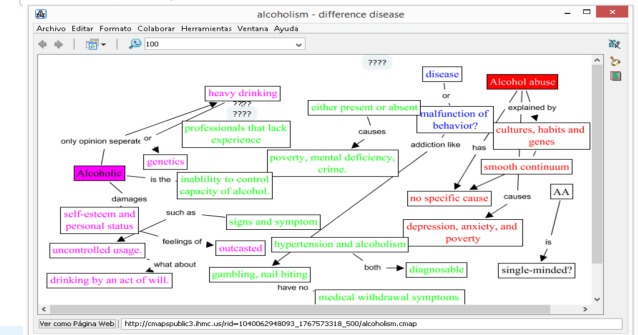 alcoholism - difference disease
Archivo Editar Formato Colaborar Herramientas Ventana Ayuda
100
????
disease
Alcohol abuse
or
heavy drinking
????
????
either present or absent
malfunction of
behavior?
explained by
cultures, habits and
genes
professionals that lack
experience
causes
only opinion seperate
or
addiction like
has
genetics
poverty, mental deficiency,
crime.
smooth continuum
Alcoholic
is the
inablility to control
capacity of alcohol.
AA
damages
no specific cause
causes
self-esteem and
personal status
such as
signs and symptom
depression, anxiety, and
poverty
uncontrolled usage.
feelings of
outcasted
hypertension and alcoholism
is
what about
both
diagnosable
single-minded?
drinking by an act of will.
gambling, nail biting
have no
medical withdrawal symptoms
Ver como Página Web
http://cmapspublic3.ihmc.us/rid=1040062948093_1767573318_500/alcoholism.cmap